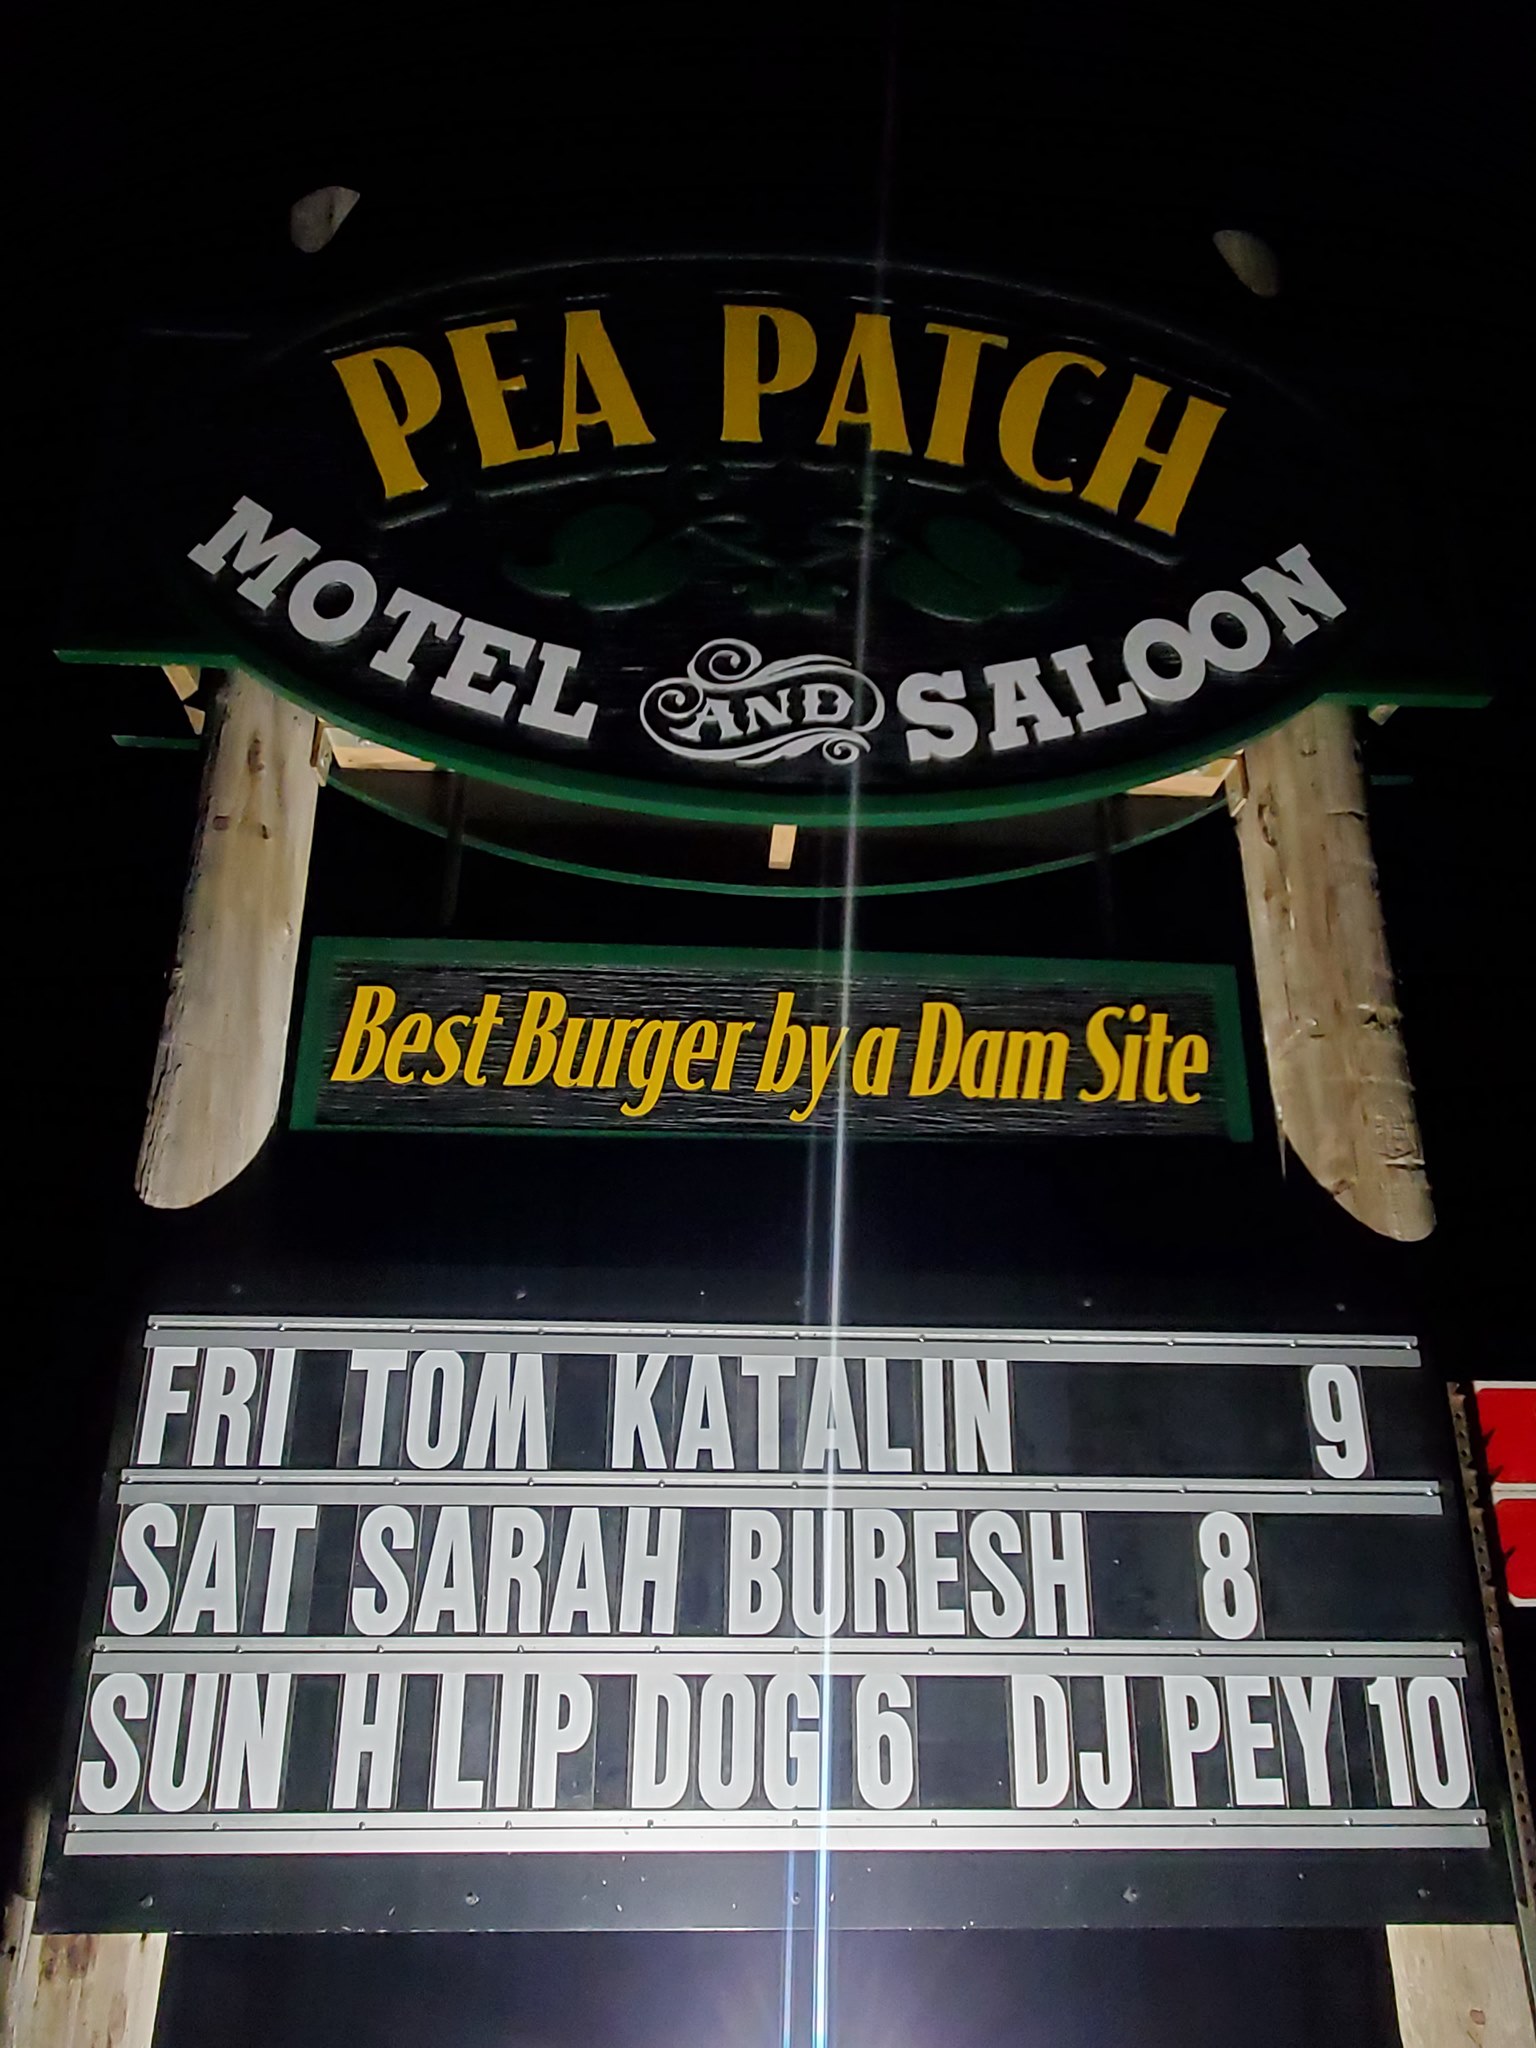 PEA PATCH
MOTEL AND SALOON
Best Burger by a Dam Site
FRI TOM KATALIN 9
SAT SARAH BURESH 8
SUN H LIP DOG 6 DJ PEY 10